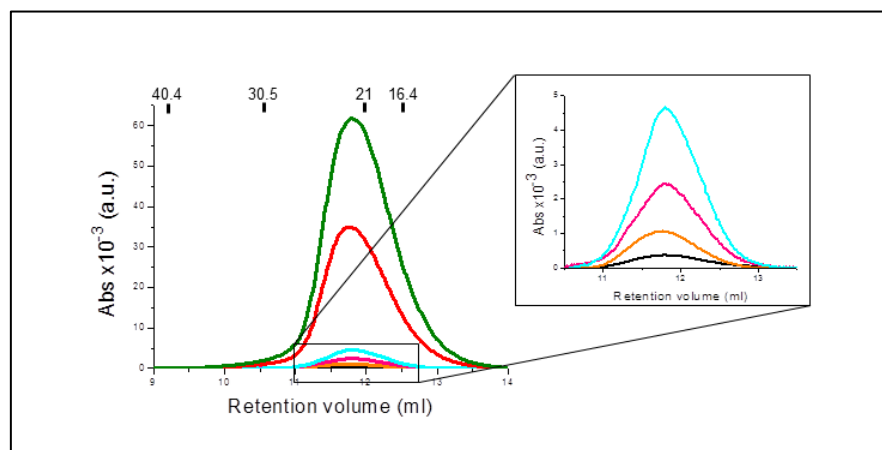 40.4 30.5 21 16.4
60
50
40
30
20
10
0
Abs x10-3 (a.u.)
9 10 11 12 13 14
Retention volume (ml)
5
4
3
2
1
0
Abs x10-3 (a.u.)
11 12 13
Retention volume (ml)